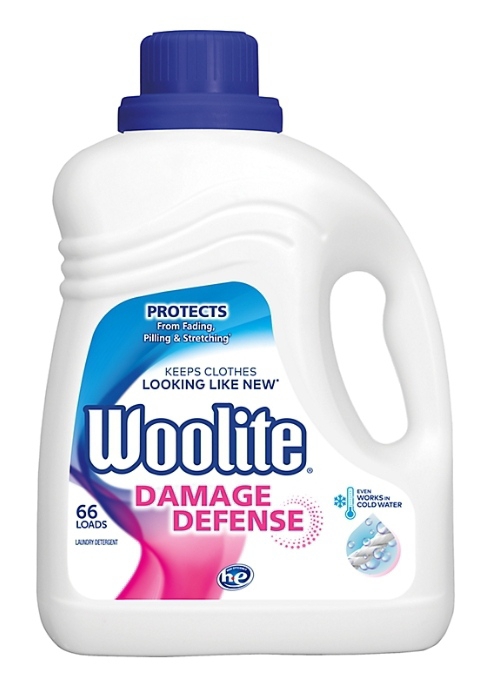 PROTECTS
From Fading,
Pilling & Stretching†
KEEPS CLOTHES
LOOKING LIKE NEW*
Woolite®
DAMAGE
DEFENSE
66
LOADS
LAUNDRY DETERGENT
EVEN
WORKS IN
COLD WATER
he